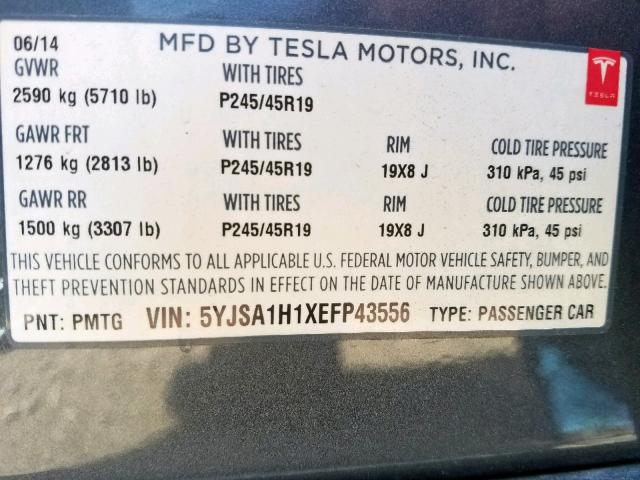 06/14 MFD BY TESLA MOTORS, INC.
TESLA
GVWR WITH TIRES
2590 kg (5710 lb) P245/45R19
GAWR FRT WITH TIRES RIM COLD TIRE PRESSURE
1276 kg (2813 lb) P245/45R19 19X8 J 310 kPa, 45 psi
GAWR RR WITH TIRES RIM COLD TIRE PRESSURE
1500 kg (3307 lb) P245/45R19 19X8 J 310 kPa, 45 psi
THIS VEHICLE CONFORMS TO ALL APPLICABLE U.S. FEDERAL MOTOR VEHICLE SAFETY, BUMPER, AND
THEFT PREVENTION STANDARDS IN EFFECT ON THE DATE OF MANUFACTURE SHOWN ABOVE.
PNT: PMTG VIN: 5YJSA1H1XEFP43556 TYPE: PASSENGER CAR